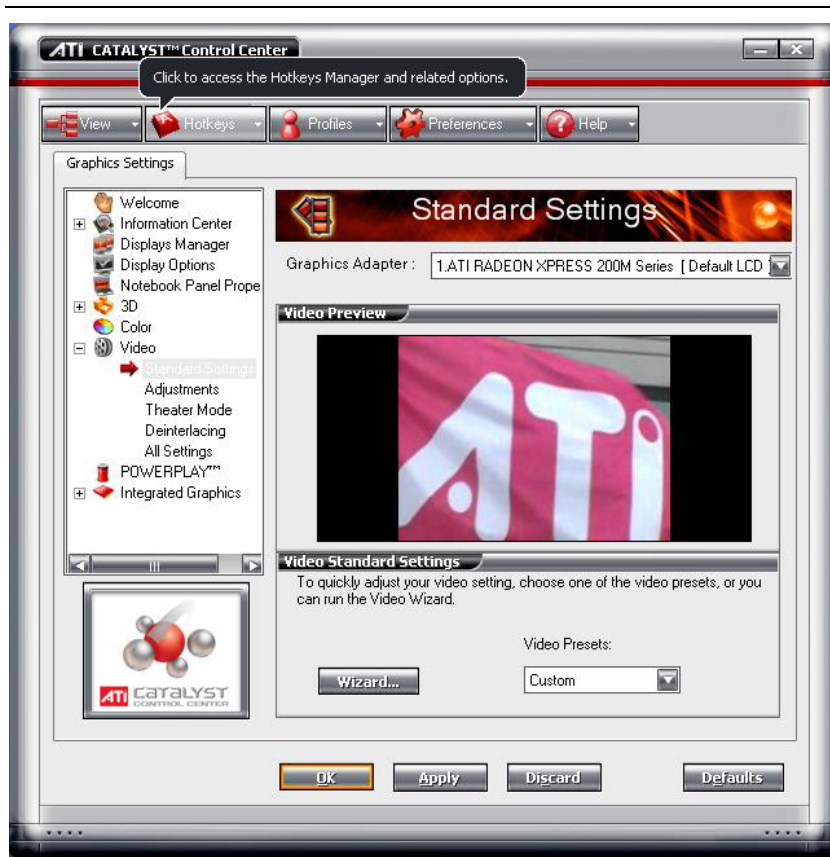 ATI CATALYST™ Control Center
Click to access the Hotkeys Manager and related options.
View
Hotkeys
Profiles
Preferences
Help
Graphics Settings
Welcome
Information Center
Displays Manager
Display Options
Notebook Panel Prope
3D
Color
Video
Standard Settings
Adjustments
Theater Mode
Deinterlacing
All Settings
POWERPLAY™
Integrated Graphics
ATI CATALYST
CONTROL CENTER
Standard Settings
Graphics Adapter :
1.ATI RADEON XPRESS 200M Series [ Default LCD ]
Video Preview
ATI
Video Standard Settings
To quickly adjust your video setting, choose one of the video presets, or you
can run the Video Wizard.
Video Presets:
Wizard...
Custom
OK
Apply
Discard
Defaults